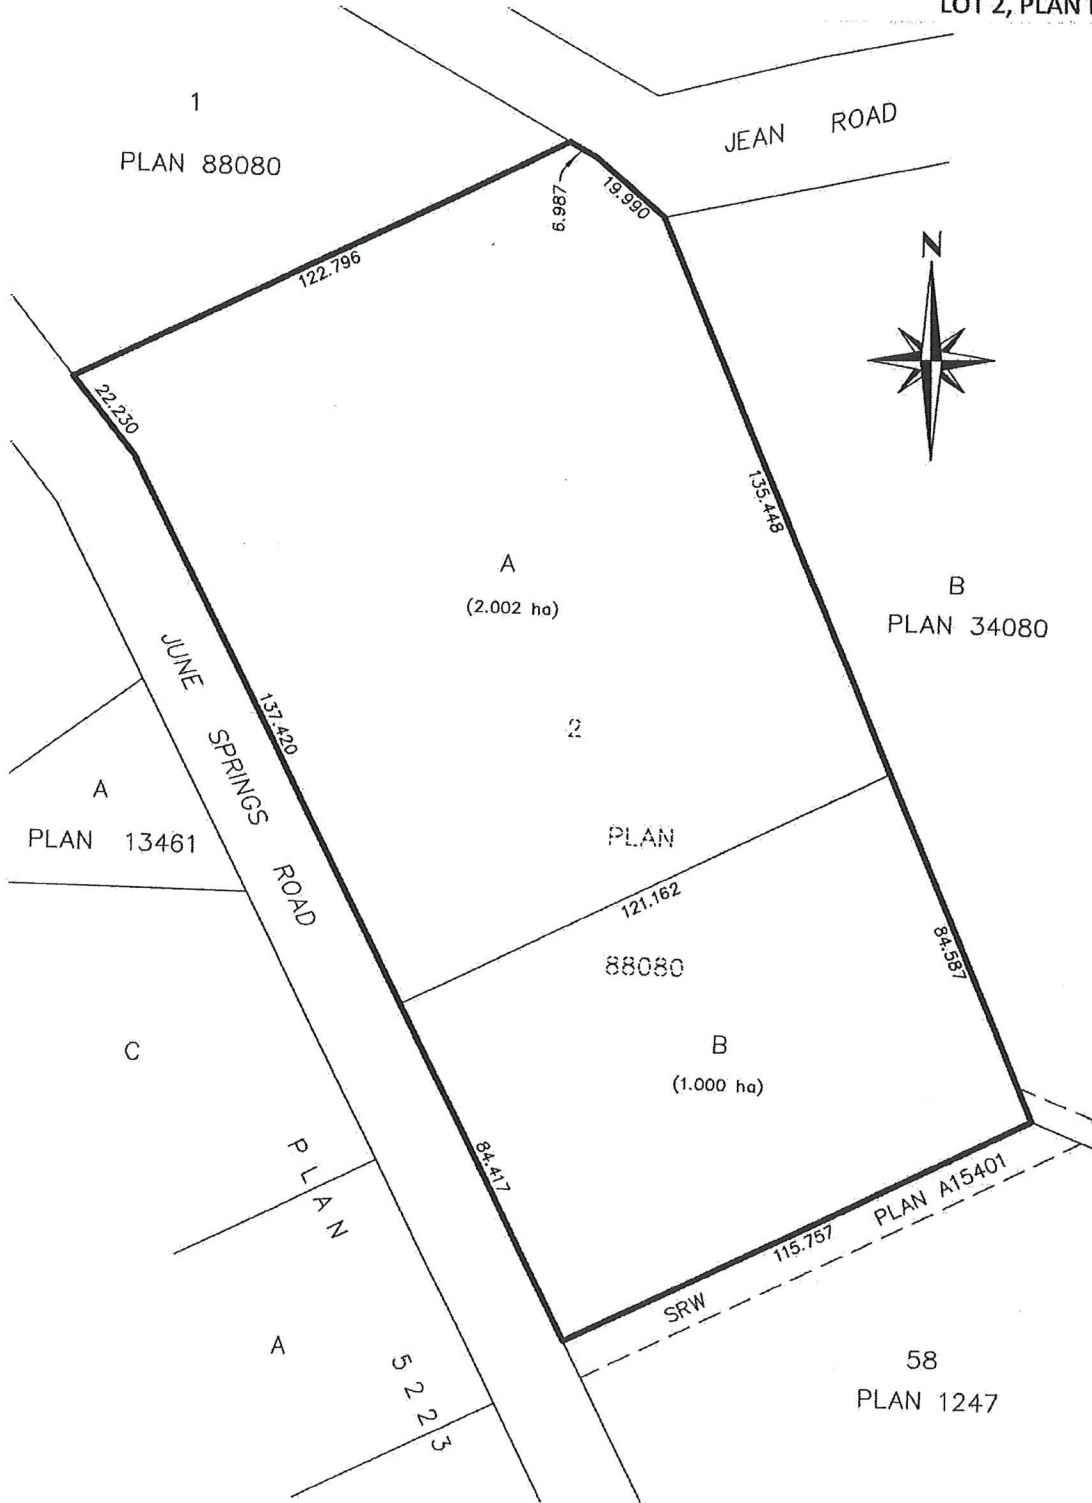 LOT 2, PLAN
1
PLAN 88080
JEAN ROAD
6.987
19.990
122.796
N
22.230
135.448
A
(2.002 ha)
B
PLAN 34080
JUNE SPRINGS ROAD
137.420
2
A
PLAN 13461
PLAN
121.162
88080
84.587
B
(1.000 ha)
C
PLAN 5223
84.417
PLAN A15401
115.757
SRW
A
58
PLAN 1247